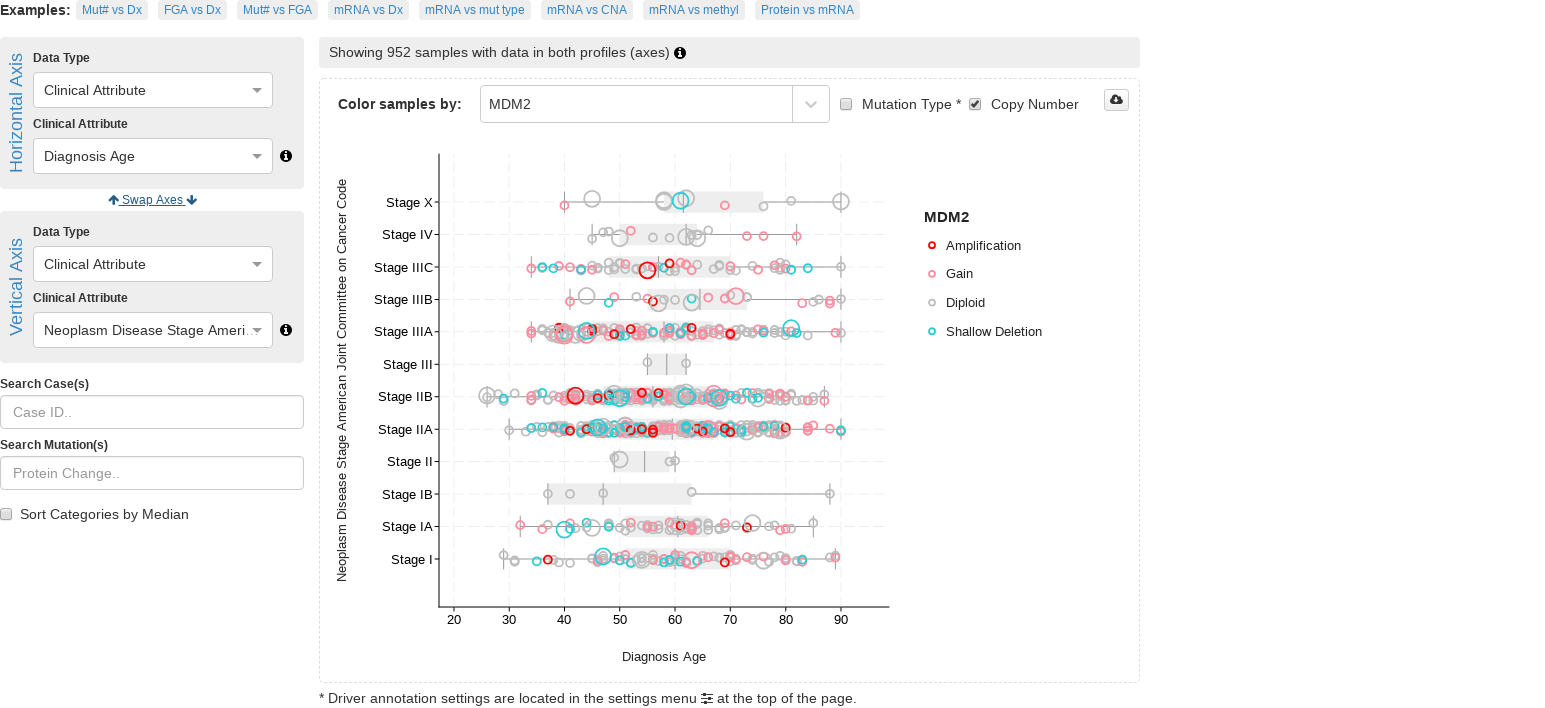 Examples: Mut# vs Dx FGA vs Dx Mut# vs FGA mRNA vs Dx mRNA vs mut type mRNA vs CNA mRNA vs methyl Protein vs mRNA
Horizontal Axis
Data Type
Clinical Attribute
Clinical Attribute
Diagnosis Age
Swap Axes
Vertical Axis
Data Type
Clinical Attribute
Clinical Attribute
Neoplasm Disease Stage Ameri...
Search Case(s)
Case ID..
Search Mutation(s)
Protein Change..
Sort Categories by Median
Showing 952 samples with data in both profiles (axes)
Color samples by: MDM2 Mutation Type * Copy Number
Neoplasm Disease Stage American Joint Committee on Cancer Code
Stage X
Stage IV
Stage IIIC
Stage IIIB
Stage IIIA
Stage III
Stage IIB
Stage IIA
Stage II
Stage IB
Stage IA
Stage I
20 30 40 50 60 70 80 90
Diagnosis Age
MDM2
Amplification
Gain
Diploid
Shallow Deletion
* Driver annotation settings are located in the settings menu at the top of the page.